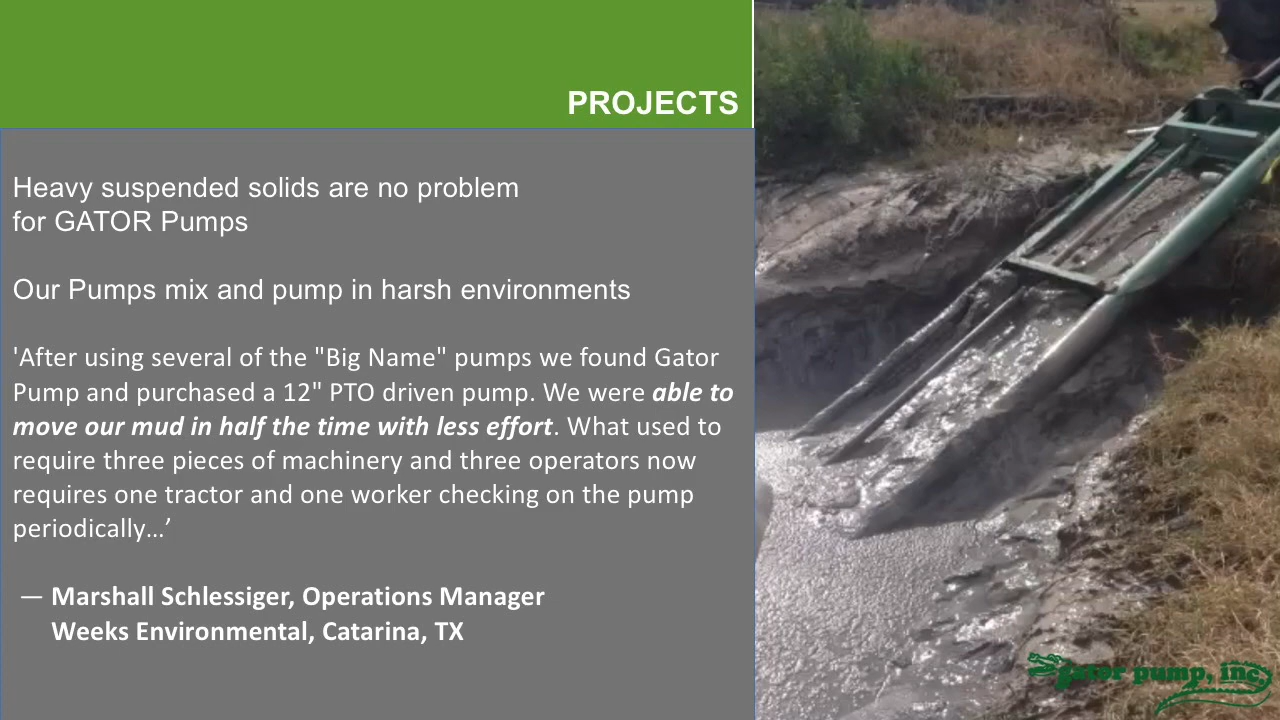 PROJECTS
Heavy suspended solids are no problem
for GATOR Pumps
Our Pumps mix and pump in harsh environments
'After using several of the "Big Name" pumps we found Gator
Pump and purchased a 12" PTO driven pump. We were able to
move our mud in half the time with less effort. What used to
require three pieces of machinery and three operators now
requires one tractor and one worker checking on the pump
periodically…’
— Marshall Schlessiger, Operations Manager
Weeks Environmental, Catarina, TX
gator pump, inc.